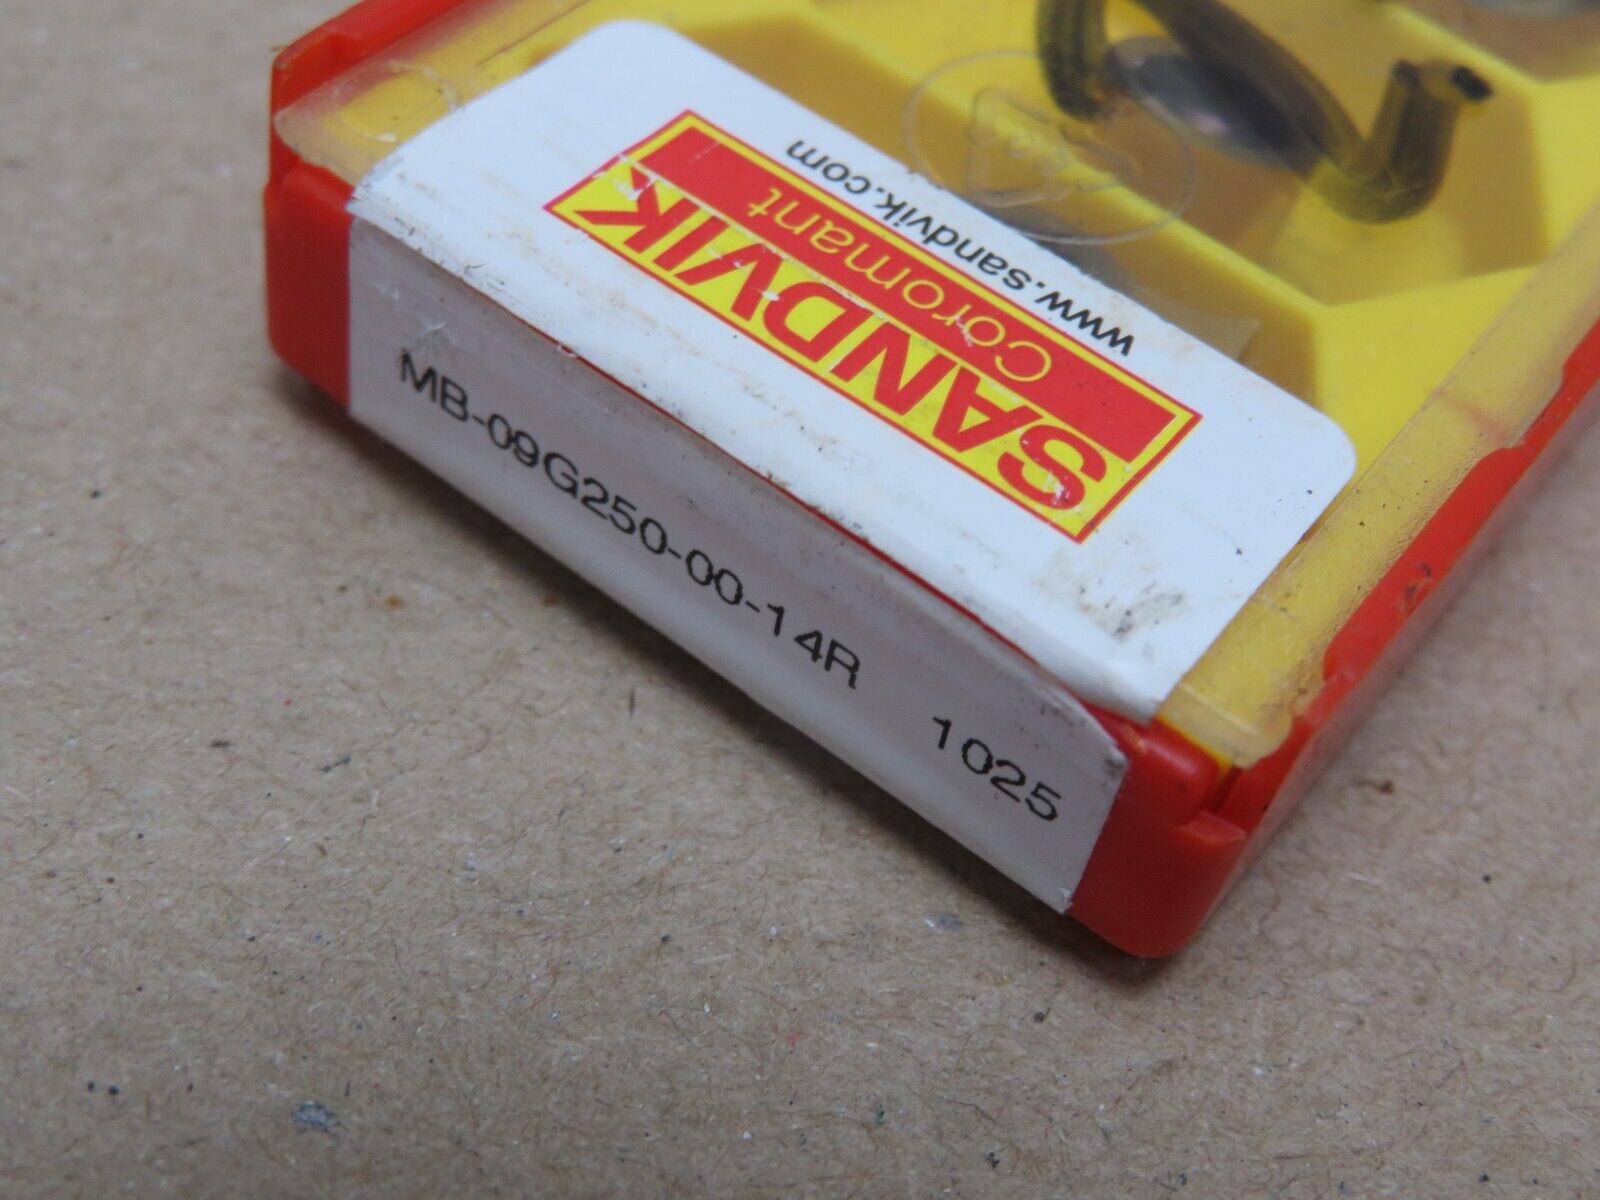 SANDVIK
Coromant
www.sandvik.com
MB-09G250-00-14R 1025